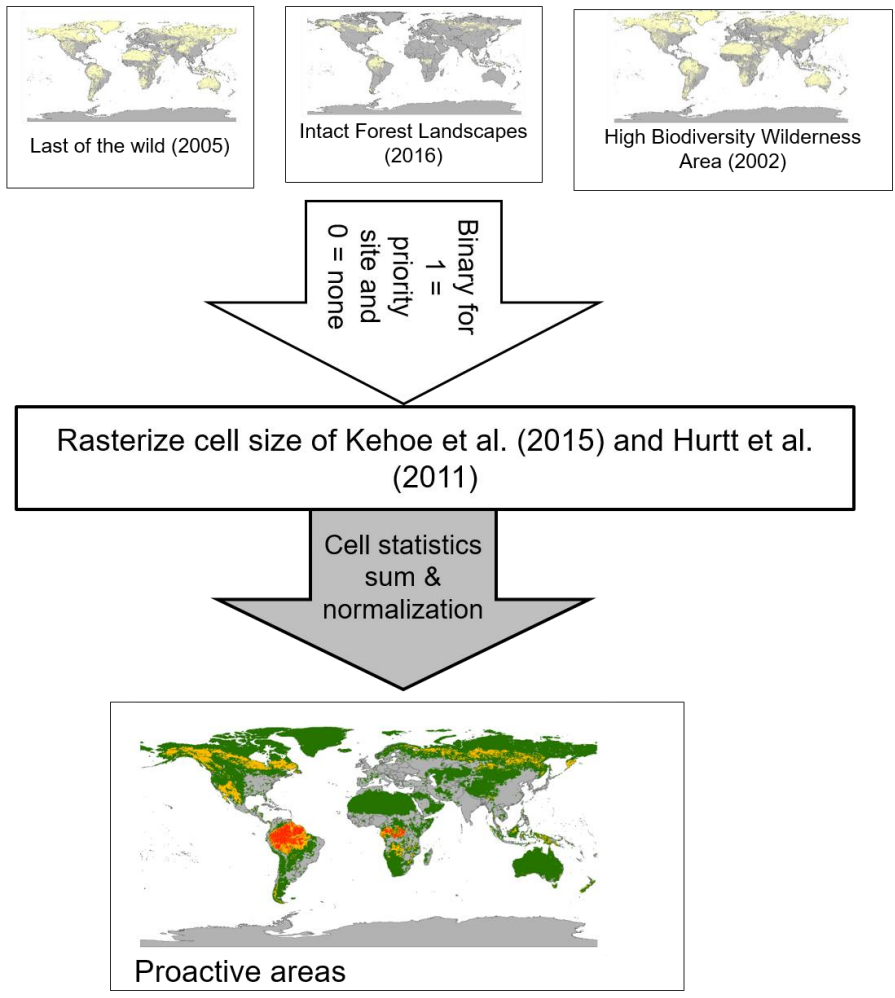 Last of the wild (2005)
Intact Forest Landscapes
(2016)
High Biodiversity Wilderness
Area (2002)
Binary for
1 =
priority
site and
0 = none
Rasterize cell size of Kehoe et al. (2015) and Hurtt et al.
(2011)
Cell statistics
sum &
normalization
Proactive areas